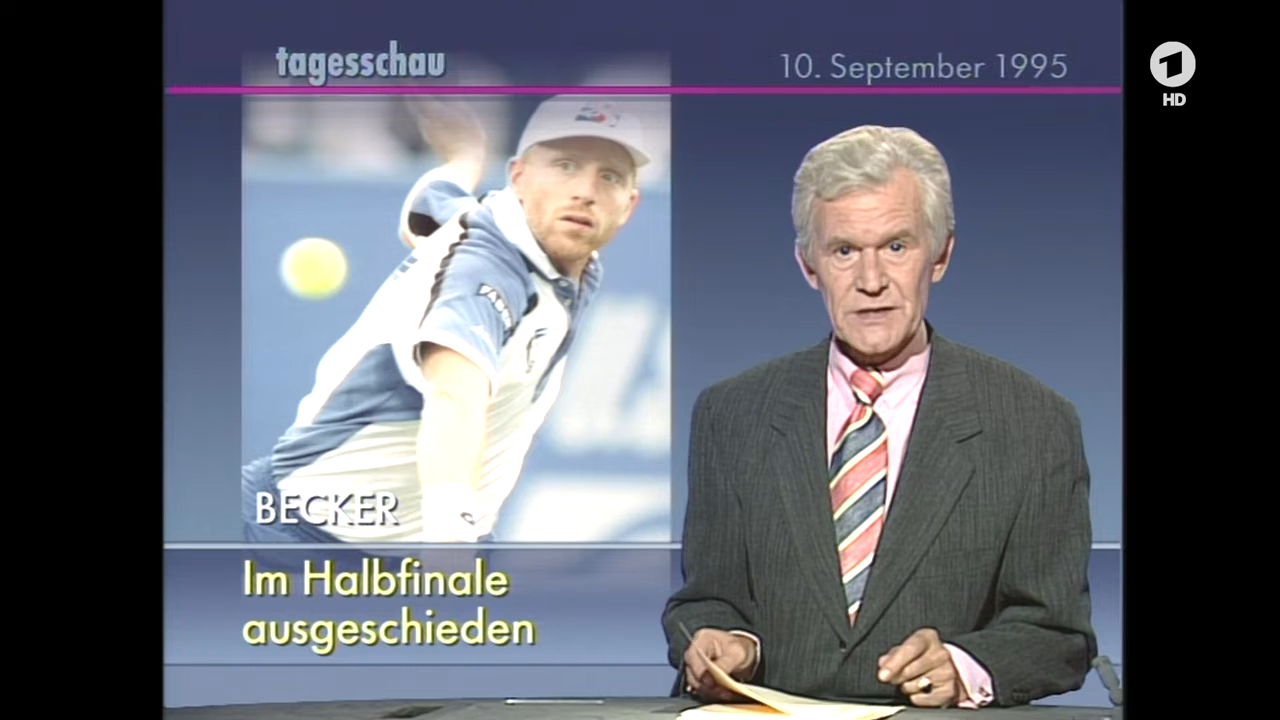 tagesschau
10. September 1995
1
HD
BECKER
Im Halbfinale
ausgeschieden